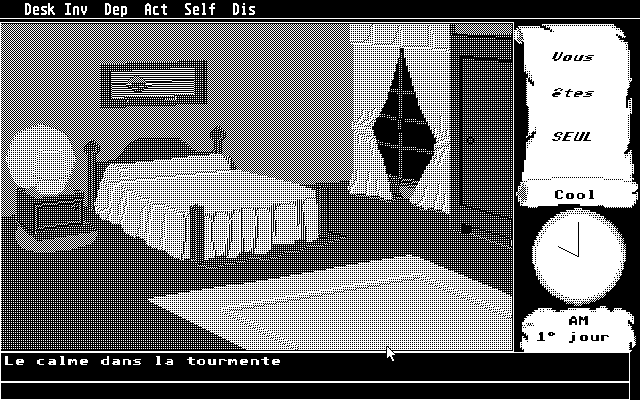 Desk Inv Dep Act Self Dis
Vous
êtes
SEUL
Cool
AM
1° jour
Le calme dans la tourmente